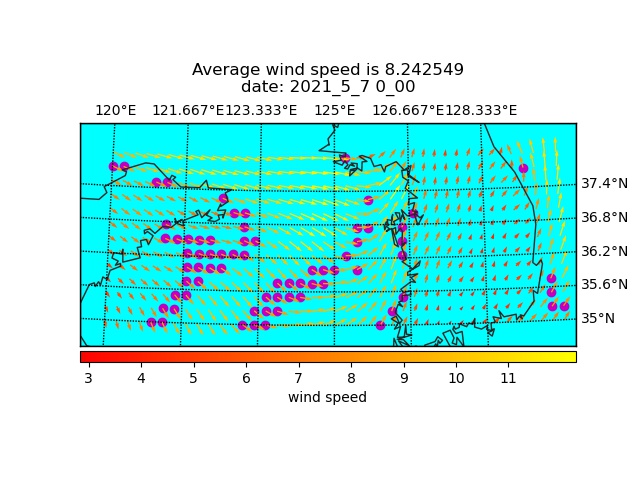 Average wind speed is 8.242549
date: 2021_5_7 0_00
120°E 121.667°E 123.333°E 125°E 126.667°E 128.333°E
37.4°N
36.8°N
36.2°N
35.6°N
35°N
3 4 5 6 7 8 9 10 11
wind speed